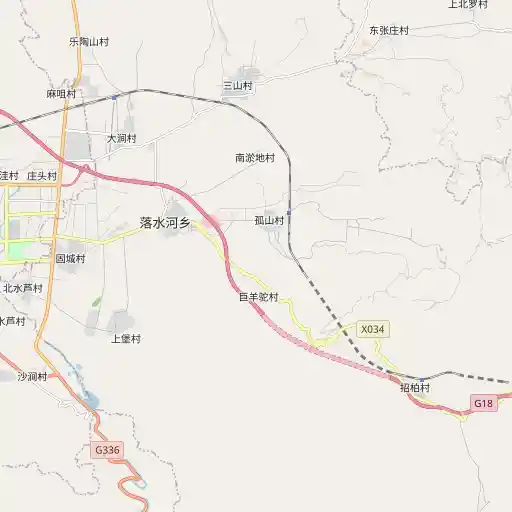 上北罗村
东张庄村
乐陶山村
三山村
麻咀村
大涧村
南淤地村
洼村
庄头村
落水河乡
孤山村
固城村
北水芦村
巨羊驼村
水芦村
X034
上堡村
沙涧村
招柏村
G18
G336